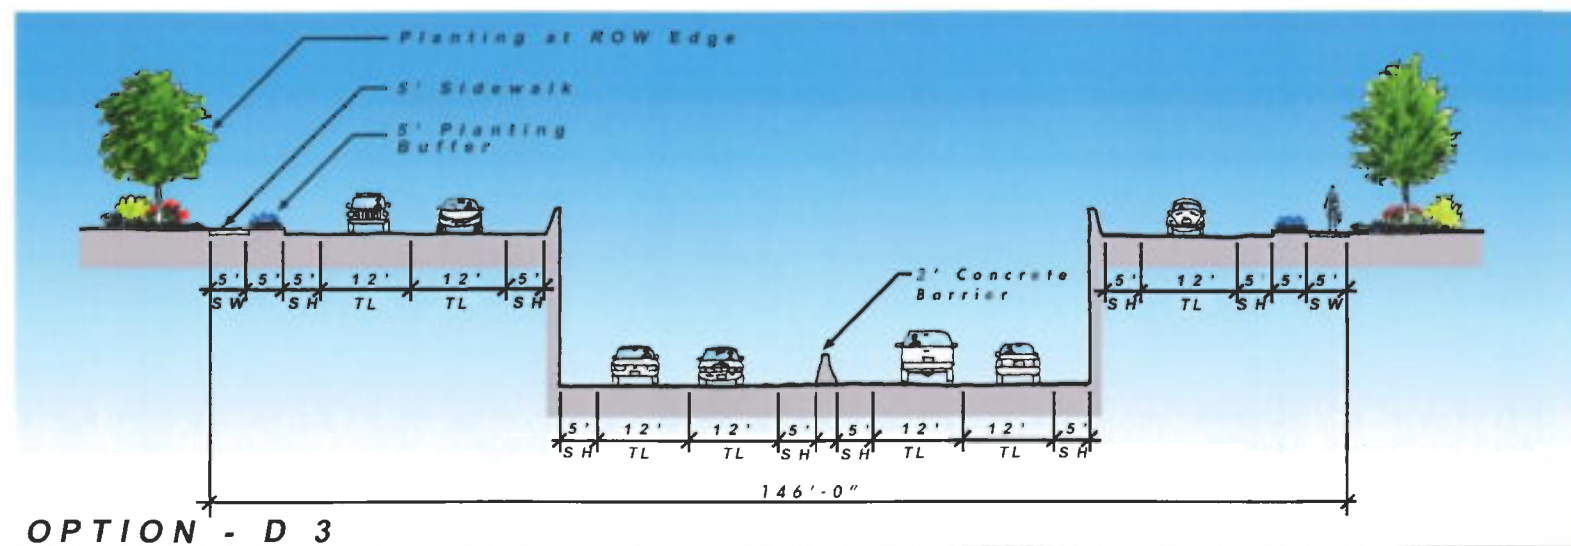 Planting at ROW Edge
5' Sidewalk
5' Planting
Buffer
2' Concrete
Barrier
5' 5' 5' 12' 12' 5'
SW SH TL TL SH
5' 12' 5' 5' 5'
SH TL SH SW
5' 12' 12' 5' 5' 12' 12' 5'
SH TL TL SH SH TL TL SH
146'-0"
OPTION - D 3